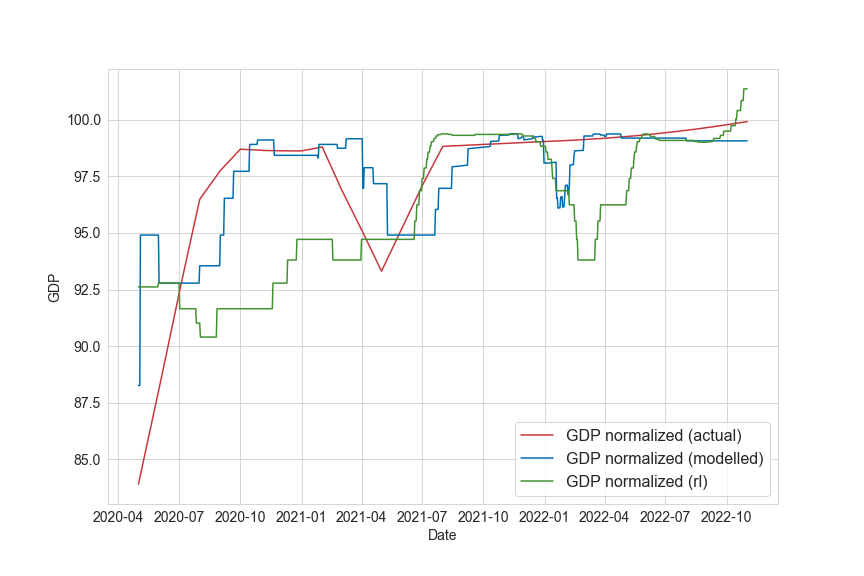 100.0
97.5
95.0
92.5
90.0
87.5
85.0
GDP
GDP normalized (actual)
GDP normalized (modelled)
GDP normalized (rl)
2020-04 2020-07 2020-10 2021-01 2021-04 2021-07 2021-10 2022-01 2022-04 2022-07 2022-10
Date